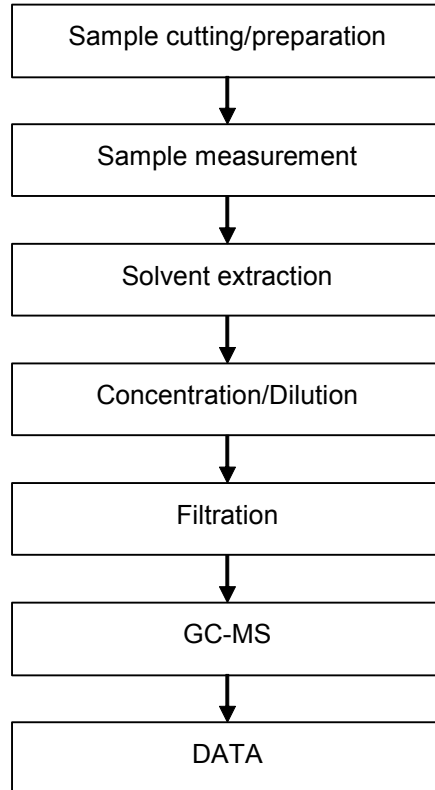 Sample cutting/preparation
Sample measurement
Solvent extraction
Concentration/Dilution
Filtration
GC-MS
DATA